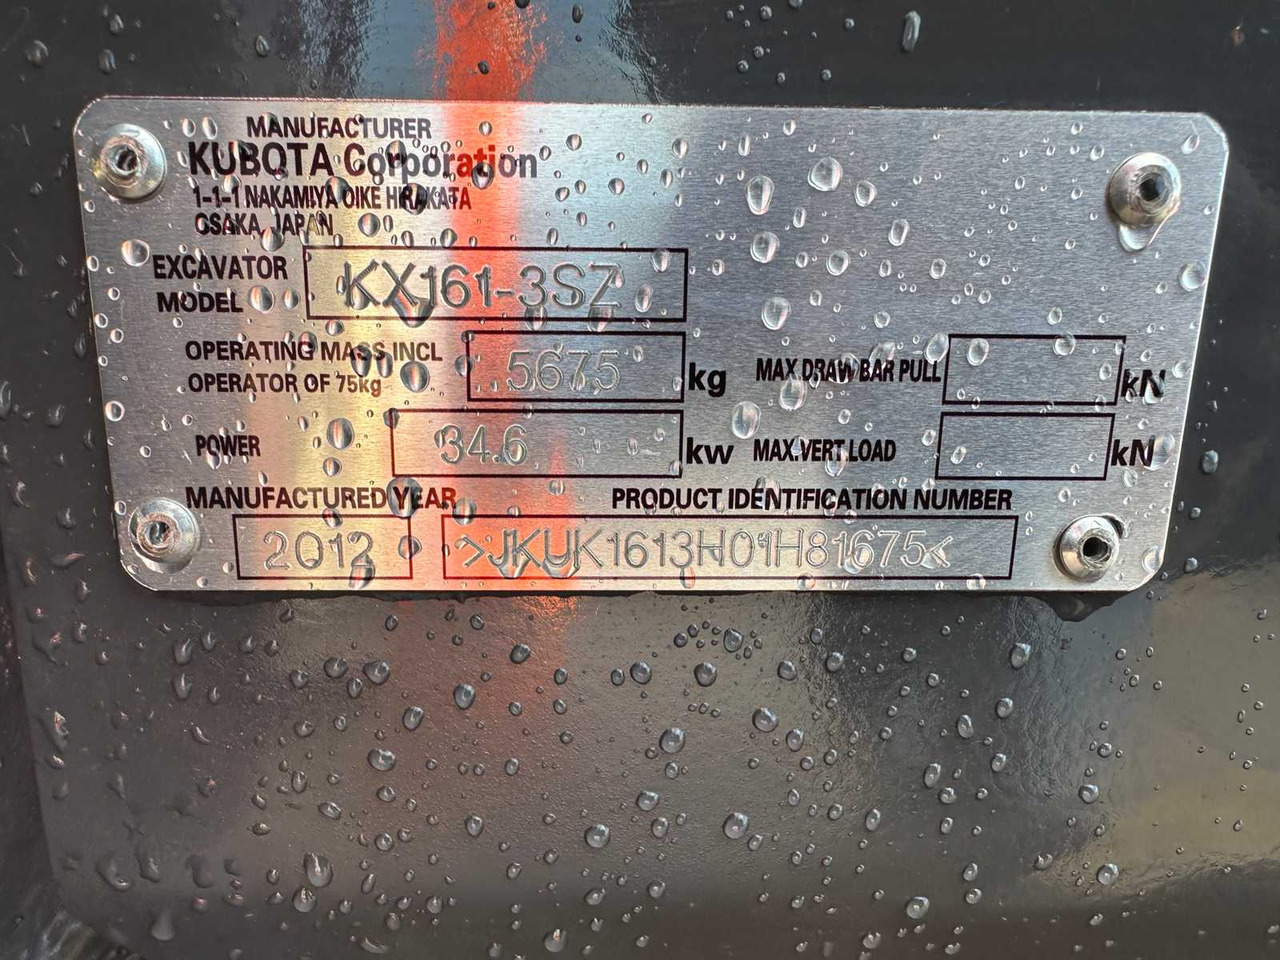 MANUFACTURER
KUBOTA Corporation
1-1-1 NAKAMIYA OIKE HIRAKATA
OSAKA, JAPAN
EXCAVATOR MODEL KX161-3SZ
OPERATING MASS INCL OPERATOR OF 75kg 5675 kg MAX.DRAW BAR PULL kN
POWER 34.6 kw MAX.VERT.LOAD kN
MANUFACTURED YEAR PRODUCT IDENTIFICATION NUMBER
2012 >JKUK1613H01H81675<